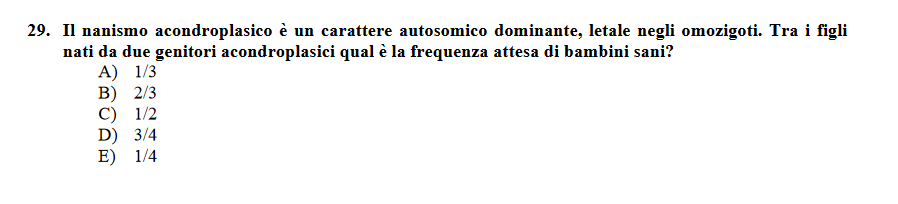 29. Il nanismo acondroplasico è un carattere autosomico dominante, letale negli omozigoti. Tra i figli
nati da due genitori acondroplasici qual è la frequenza attesa di bambini sani?
A) 1/3
B) 2/3
C) 1/2
D) 3/4
E) 1/4